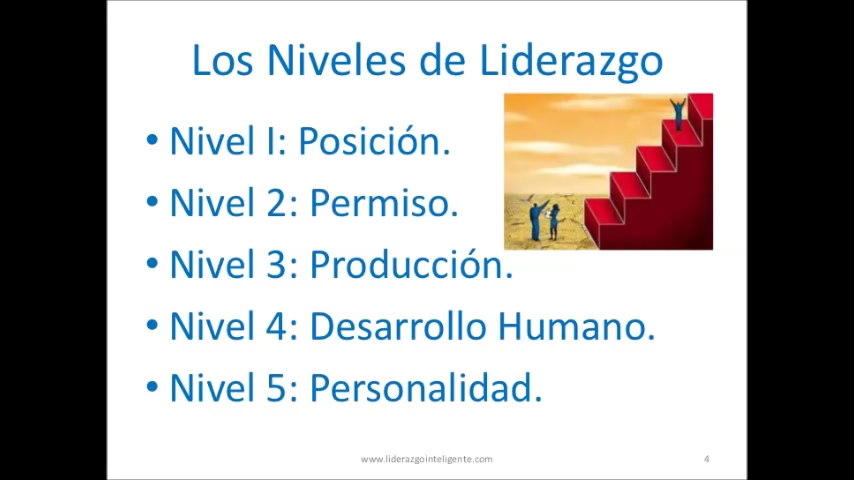 Los Niveles de Liderazgo
• Nivel I: Posición.
• Nivel 2: Permiso.
• Nivel 3: Producción.
• Nivel 4: Desarrollo Humano.
• Nivel 5: Personalidad.
www.liderazgointeligente.com
4